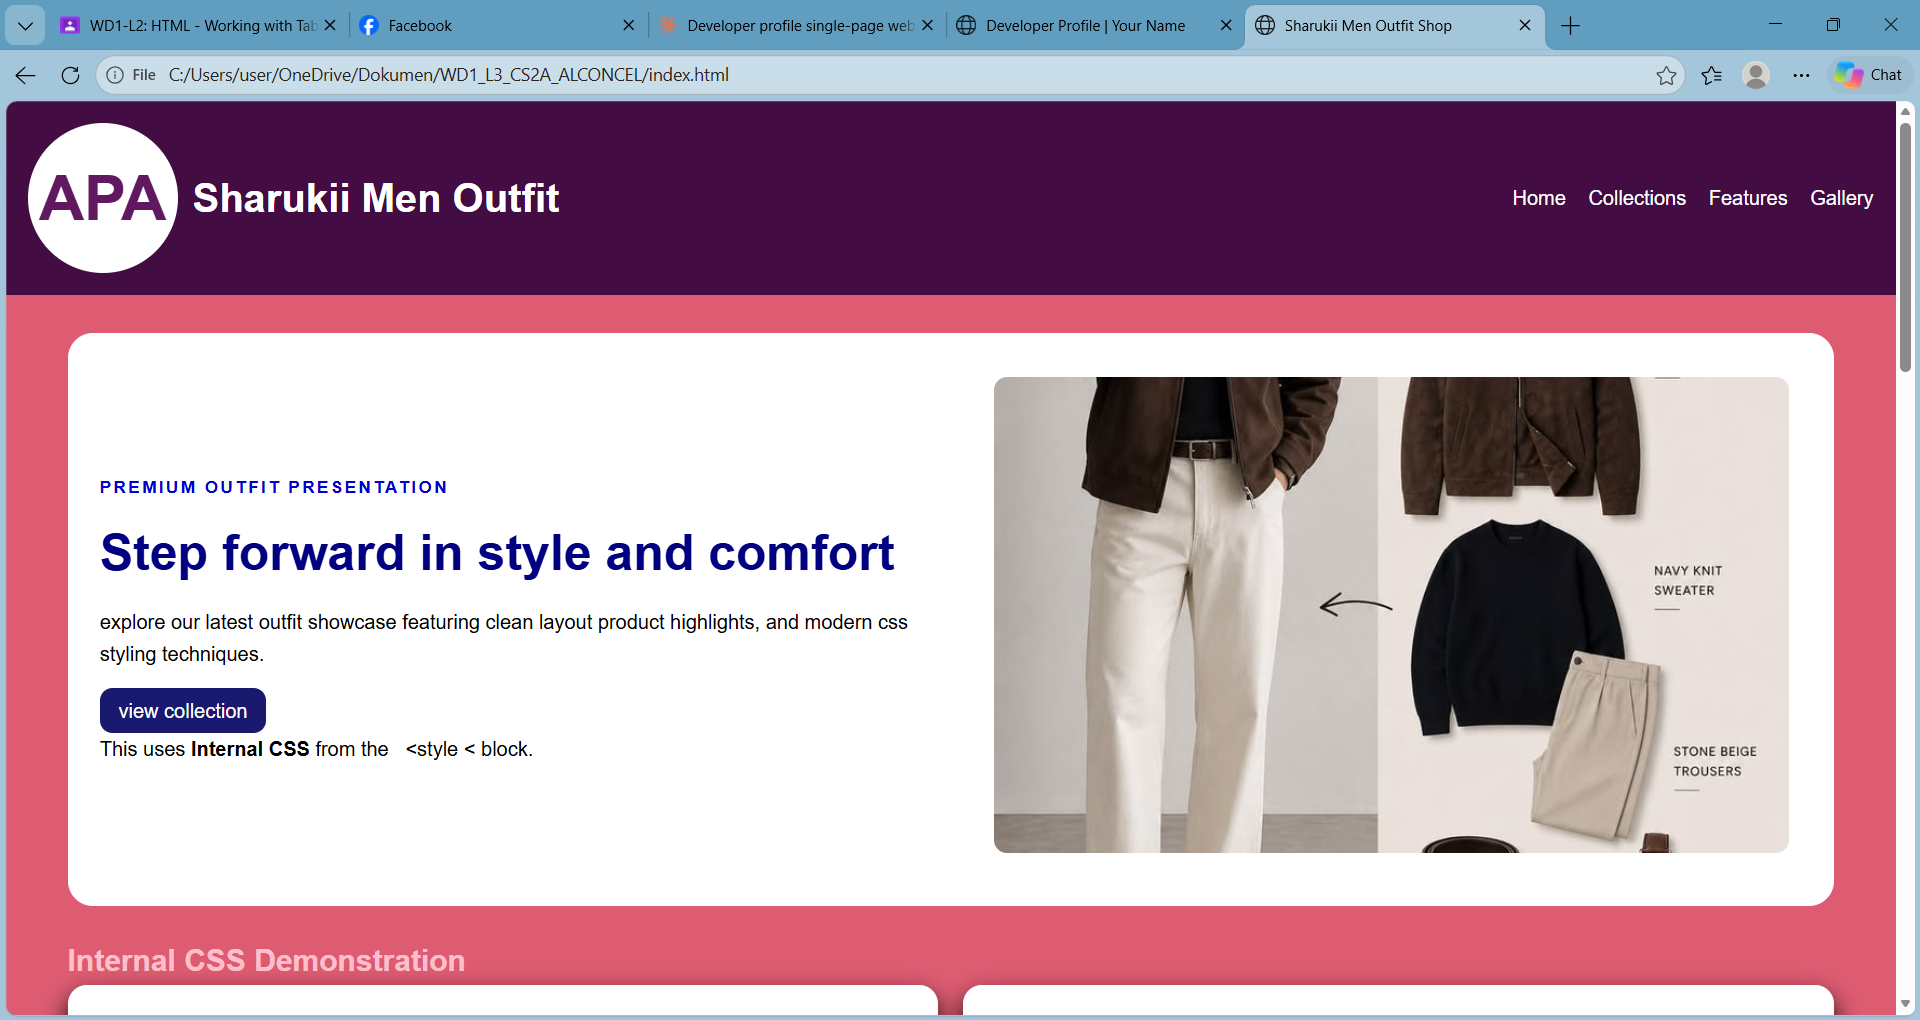 WD1-L2: HTML - Working with Tab
Facebook
Developer profile single-page web
Developer Profile | Your Name
Sharukii Men Outfit Shop
File C:/Users/user/OneDrive/Dokumen/WD1_L3_CS2A_ALCONCEL/index.html
Chat
APA
Sharukii Men Outfit
Home Collections Features Gallery
PREMIUM OUTFIT PRESENTATION
Step forward in style and comfort
explore our latest outfit showcase featuring clean layout product highlights, and modern css
styling techniques.
view collection
This uses Internal CSS from the <style < block.
NAVY KNIT
SWEATER
STONE BEIGE
TROUSERS
Internal CSS Demonstration